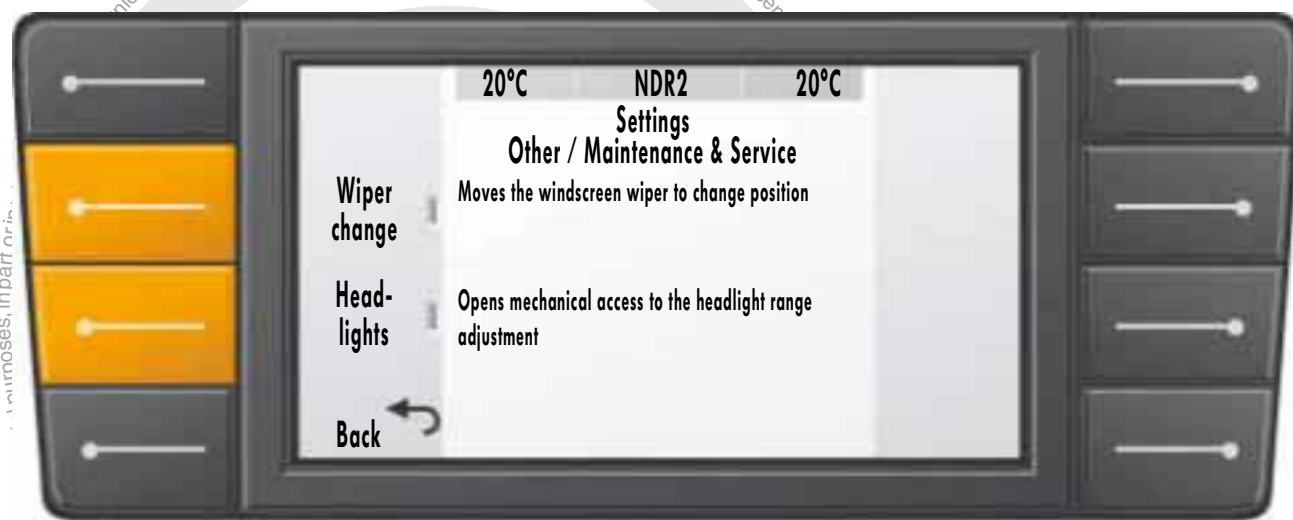 20°C NDR2 20°C
Settings
Other / Maintenance & Service
Wiper
change
Moves the windscreen wiper to change position
Head-
lights
Opens mechanical access to the headlight range
adjustment
Back